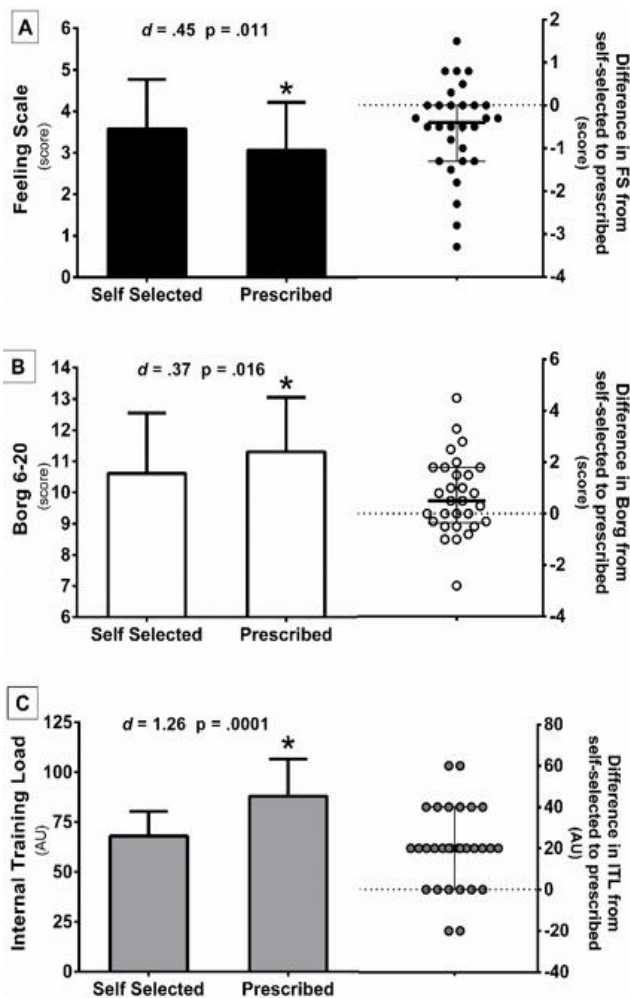 A
d = .45 p = .011
6
5
4
3
2
1
0
Feeling Scale
(score)
*
Self Selected
Prescribed
2
1
0
-1
-2
-3
-4
Difference in FS from
self-selected to prescribed
(score)
B
d = .37 p = .016
14
13
12
11
10
9
8
7
6
Borg 6-20
(score)
*
Self Selected
Prescribed
6
4
2
0
-2
-4
Difference in Borg from
self-selected to prescribed
(score)
C
d = 1.26 p = .0001
125
100
75
50
25
0
Internal Training Load
(AU)
*
Self Selected
Prescribed
80
60
40
20
0
-20
-40
Difference in ITL from
self-selected to prescribed
(AU)